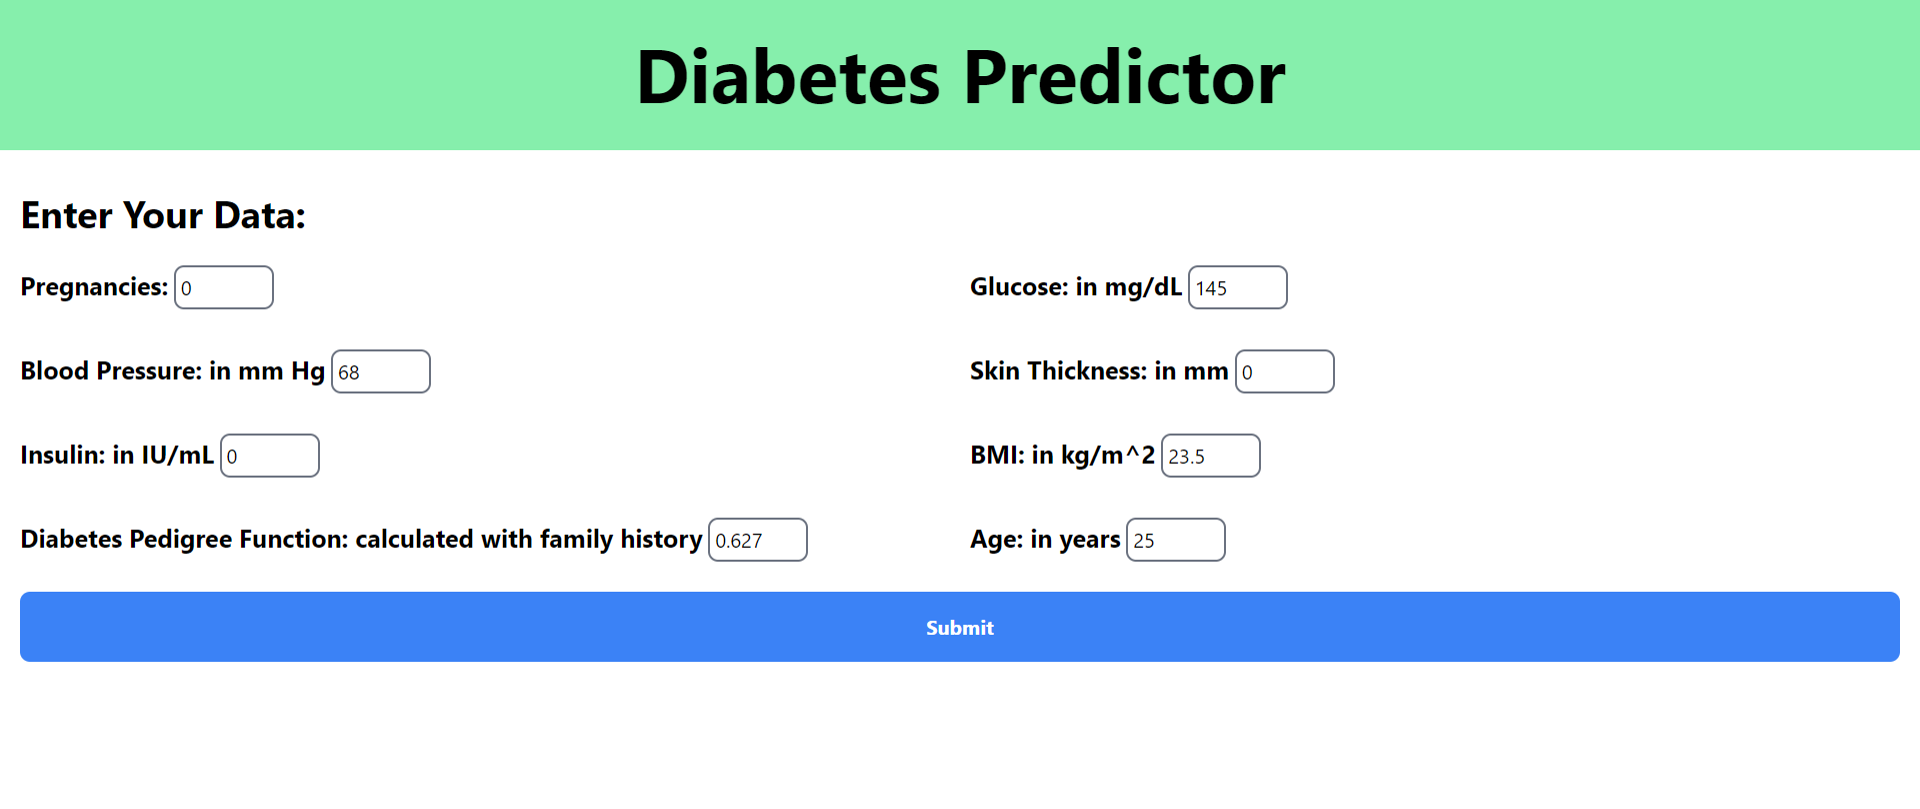 Diabetes Predictor
Enter Your Data:
Pregnancies: 0
Glucose: in mg/dL 145
Blood Pressure: in mm Hg 68
Skin Thickness: in mm 0
Insulin: in IU/mL 0
BMI: in kg/m^2 23.5
Diabetes Pedigree Function: calculated with family history 0.627
Age: in years 25
Submit